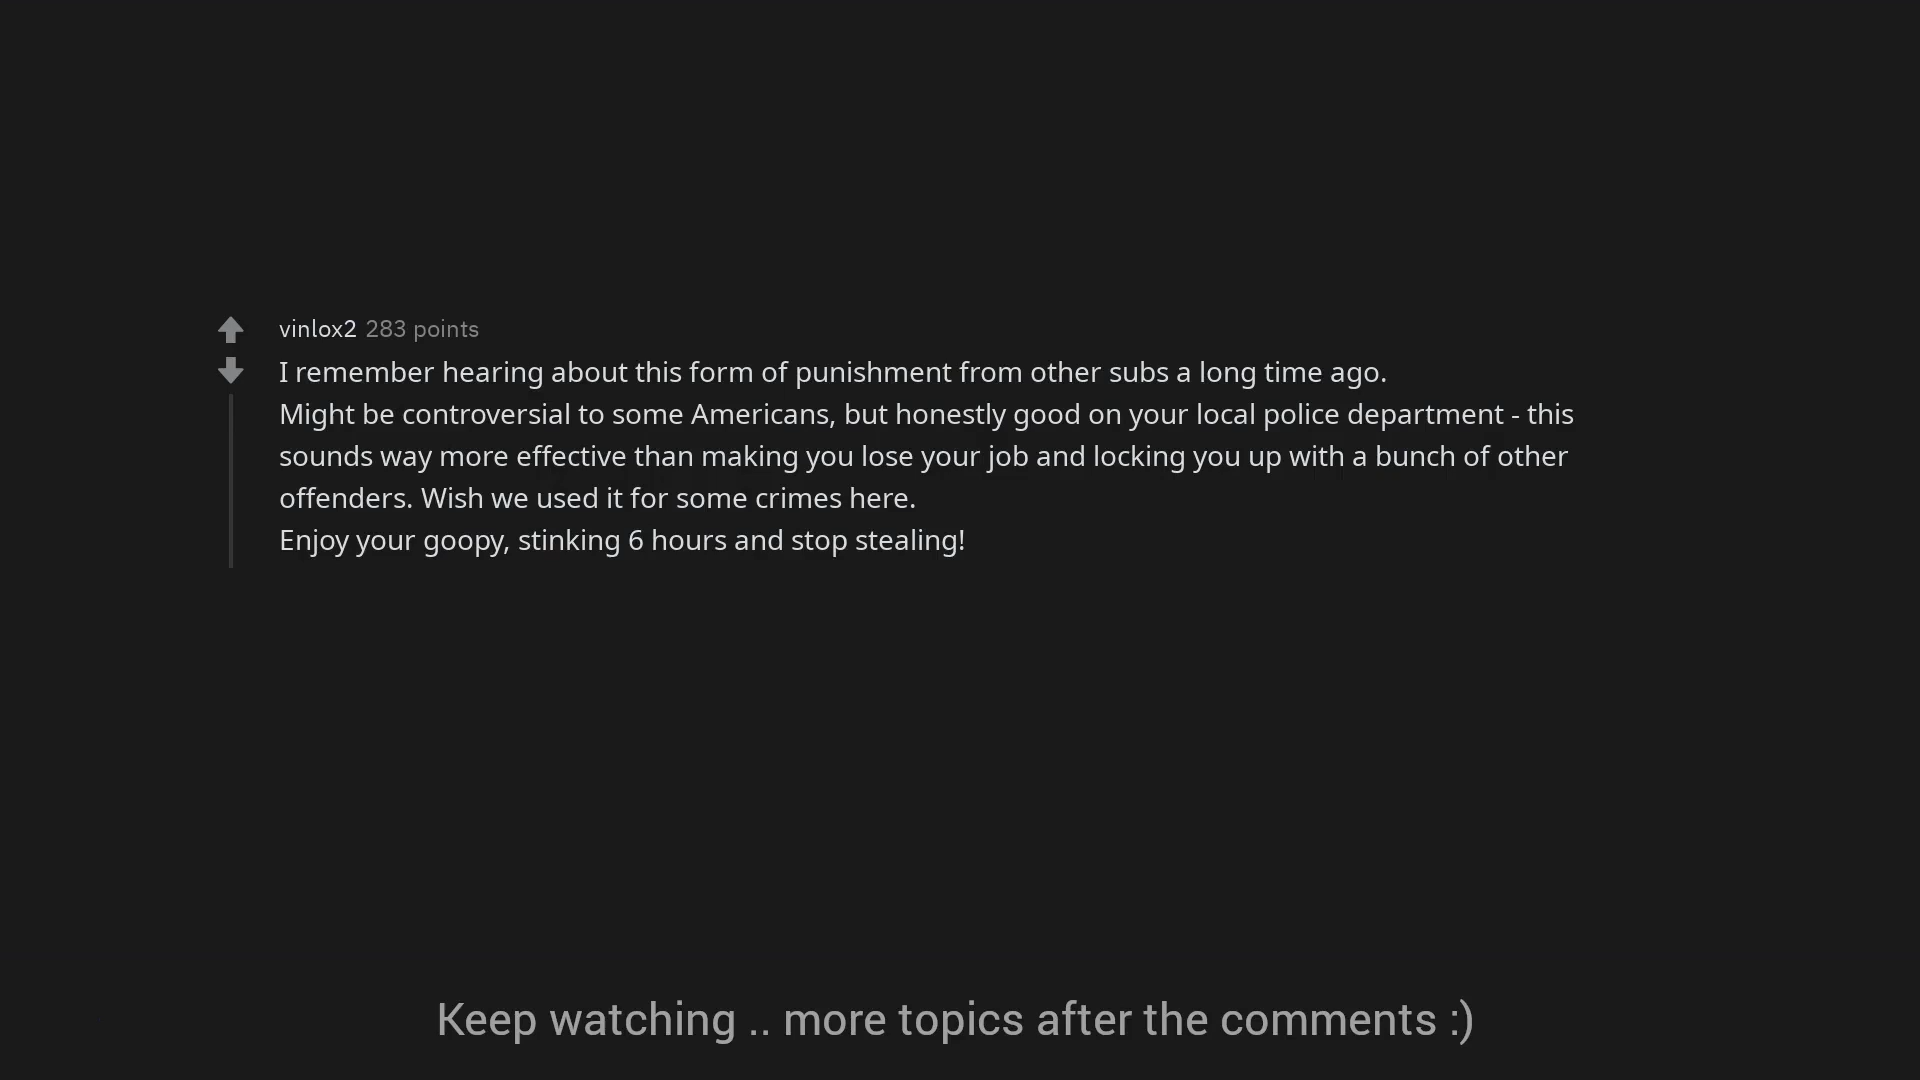 vinlox2 283 points
I remember hearing about this form of punishment from other subs a long time ago.
Might be controversial to some Americans, but honestly good on your local police department - this
sounds way more effective than making you lose your job and locking you up with a bunch of other
offenders. Wish we used it for some crimes here.
Enjoy your goopy, stinking 6 hours and stop stealing!
Keep watching .. more topics after the comments :)